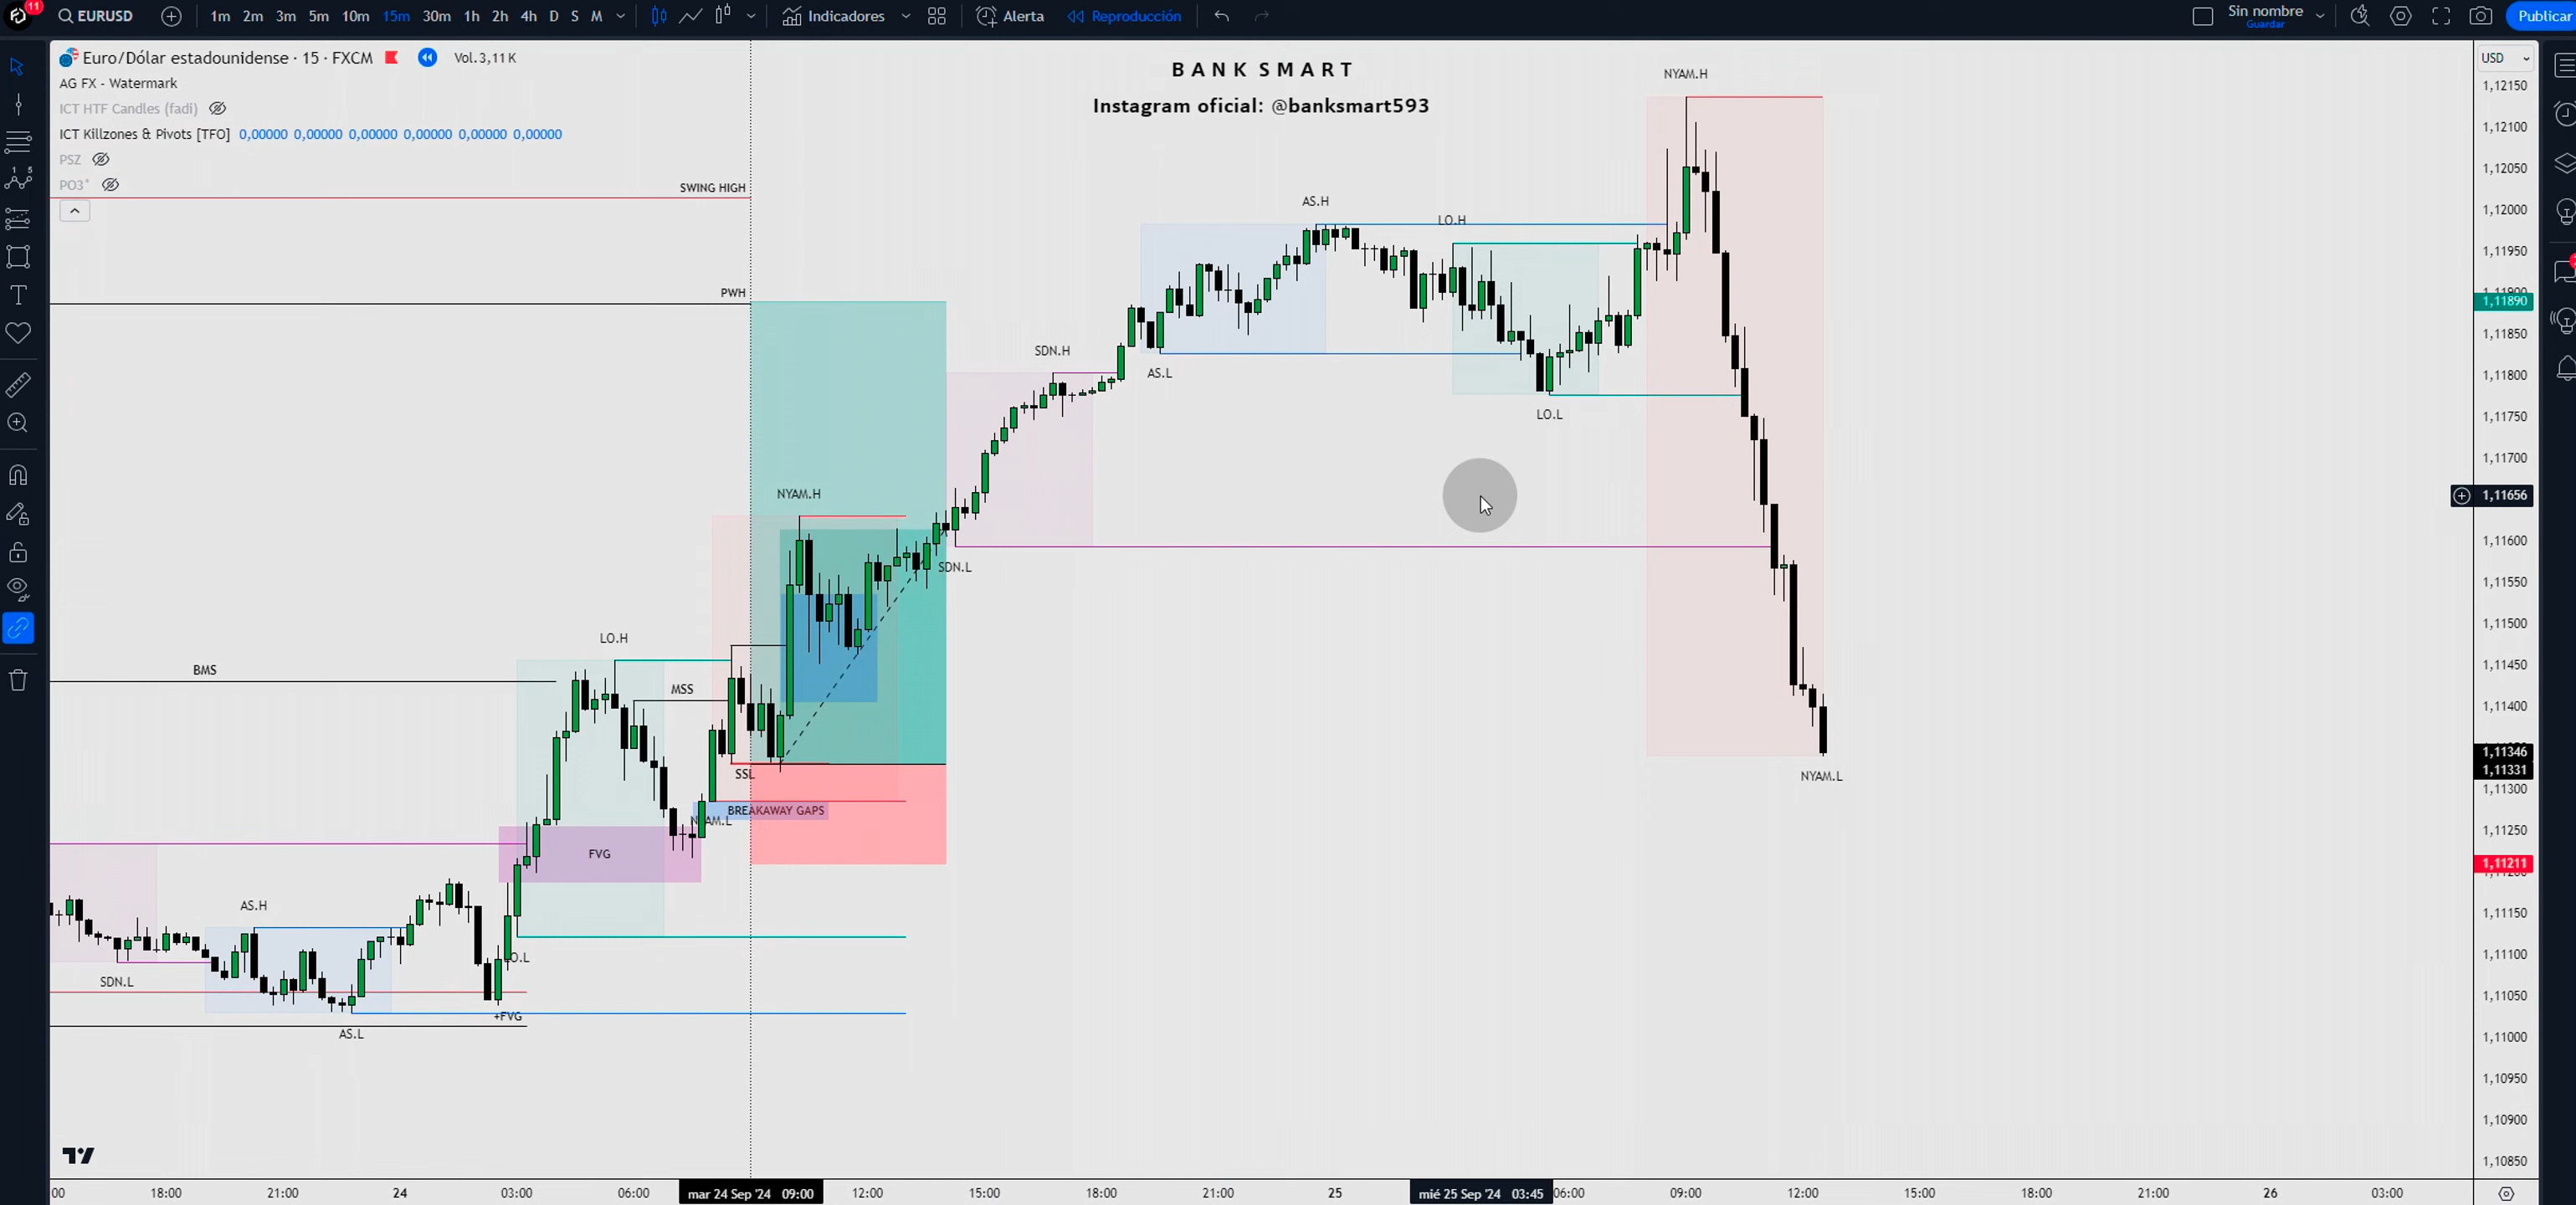 11
EURUSD 1m 2m 3m 5m 10m 15m 30m 1h 2h 4h D S M Indicadores Alerta Reproducción Sin nombre Publicar
Guardar
Euro/Dólar estadounidense · 15 · FXCM Vol. 3,11 K
AG FX - Watermark
ICT HTF Candles (fadi)
ICT Killzones & Pivots [TFO] 0,00000 0,00000 0,00000 0,00000 0,00000 0,00000
PSZ
PO3*
BANK SMART
Instagram oficial: @banksmart593
NYAM.H
SWING HIGH
AS.H
LO.H
PWH
SDN.H
AS.L
LO.L
NYAM.H
SDN.L
LO.H
BMS
MSS
SSL
NYAM.L
BREAKAWAY GAPS
NYAM.L
FVG
AS.H
LO.L
SDN.L
+FVG
AS.L
USD
1,12150
1,12100
1,12050
1,12000
1,11950
1,11900
1,11890
1,11850
1,11800
1,11750
1,11700
1,11656
1,11600
1,11550
1,11500
1,11450
1,11400
1,11346
1,11331
1,11300
1,11250
1,11211
1,11200
1,11150
1,11100
1,11050
1,11000
1,10950
1,10900
1,10850
:00 18:00 21:00 24 03:00 06:00 mar 24 Sep '24 09:00 12:00 15:00 18:00 21:00 25 mié 25 Sep '24 03:45 06:00 09:00 12:00 15:00 18:00 21:00 26 03:00